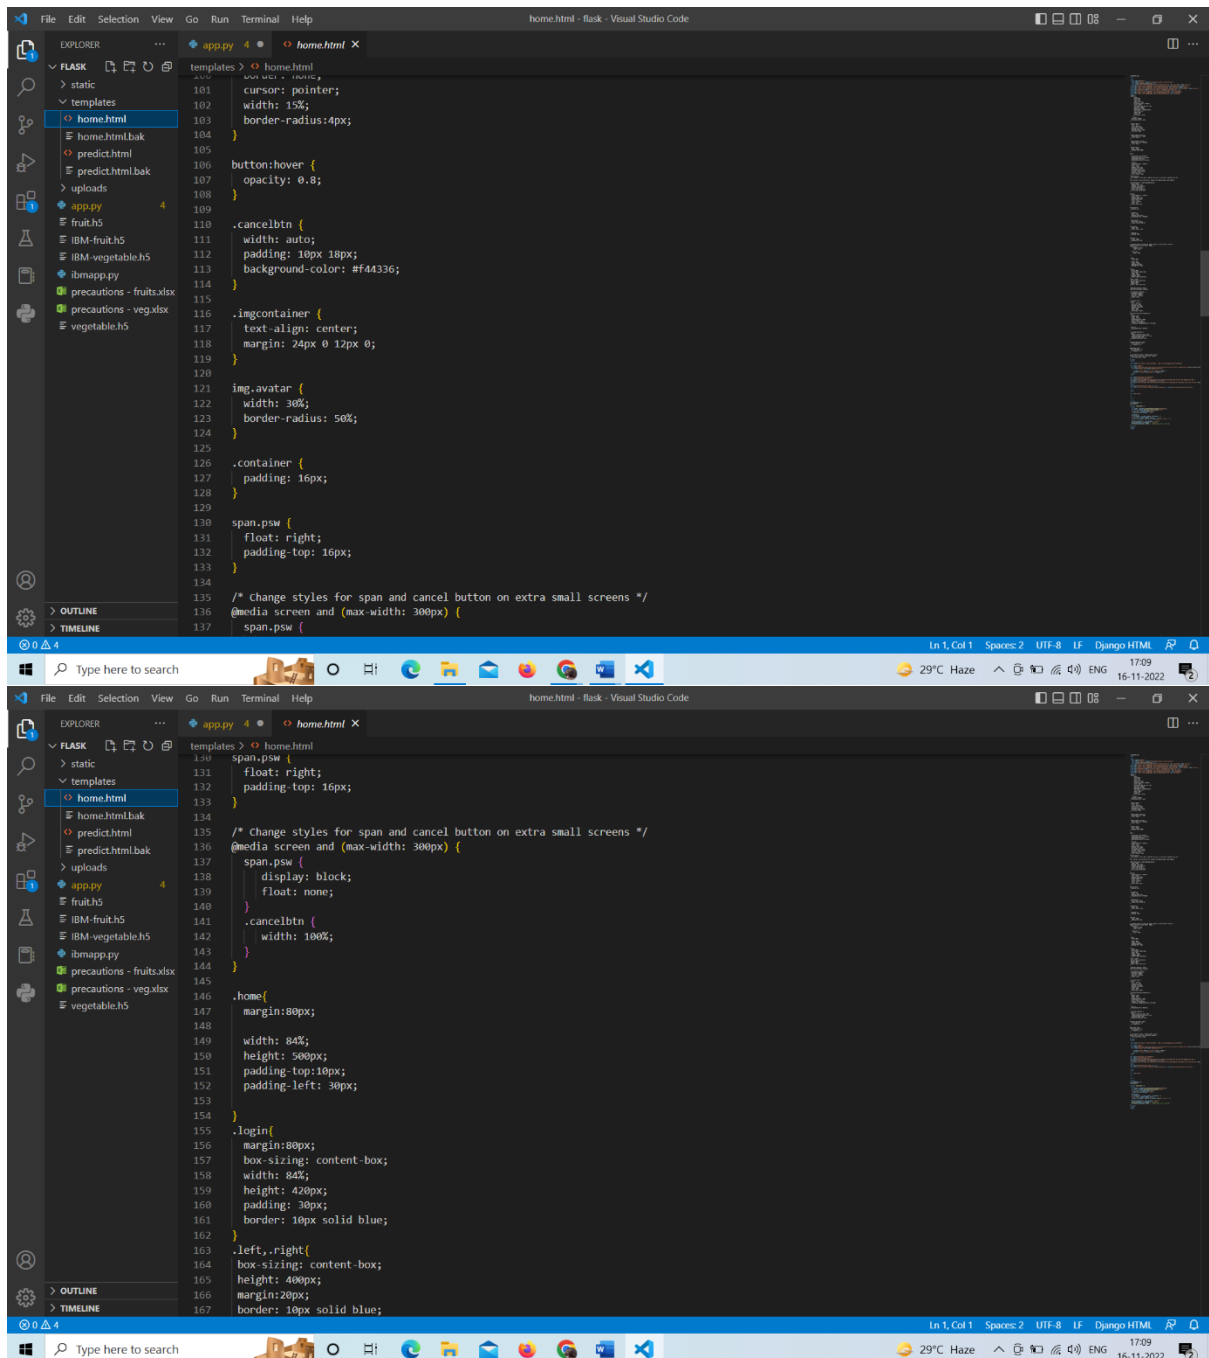 File Edit Selection View Go Run Terminal Help home.html - flask - Visual Studio Code
EXPLORER
app.py 4
home.html
FLASK
templates > home.html
static
templates
home.html
home.html.bak
predict.html
predict.html.bak
uploads
app.py 4
fruit.h5
IBM-fruit.h5
IBM-vegetable.h5
ibmapp.py
precautions - fruits.xlsx
precautions - veg.xlsx
vegetable.h5
OUTLINE
TIMELINE
100 border: none;
101 cursor: pointer;
102 width: 15%;
103 border-radius:4px;
104 }
105
106 button:hover {
107 opacity: 0.8;
108 }
109
110 .cancelbtn {
111 width: auto;
112 padding: 10px 18px;
113 background-color: #f44336;
114 }
115
116 .imgcontainer {
117 text-align: center;
118 margin: 24px 0 12px 0;
119 }
120
121 img.avatar {
122 width: 30%;
123 border-radius: 50%;
124 }
125
126 .container {
127 padding: 16px;
128 }
129
130 span.psw {
131 float: right;
132 padding-top: 16px;
133 }
134
135 /* Change styles for span and cancel button on extra small screens */
136 @media screen and (max-width: 300px) {
137 span.psw {
0 4 Ln 1, Col 1 Spaces: 2 UTF-8 LF Django HTML
Type here to search 29°C Haze ENG 17:09
16-11-2022 2
File Edit Selection View Go Run Terminal Help home.html - flask - Visual Studio Code
EXPLORER
app.py 4
home.html
FLASK
templates > home.html
static
templates
home.html
home.html.bak
predict.html
predict.html.bak
uploads
app.py 4
fruit.h5
IBM-fruit.h5
IBM-vegetable.h5
ibmapp.py
precautions - fruits.xlsx
precautions - veg.xlsx
vegetable.h5
OUTLINE
TIMELINE
130 span.psw {
131 float: right;
132 padding-top: 16px;
133 }
134
135 /* Change styles for span and cancel button on extra small screens */
136 @media screen and (max-width: 300px) {
137 span.psw {
138 display: block;
139 float: none;
140 }
141 .cancelbtn {
142 width: 100%;
143 }
144 }
145
146 .home{
147 margin:80px;
148
149 width: 84%;
150 height: 500px;
151 padding-top:10px;
152 padding-left: 30px;
153
154 }
155 .login{
156 margin:80px;
157 box-sizing: content-box;
158 width: 84%;
159 height: 420px;
160 padding: 30px;
161 border: 10px solid blue;
162 }
163 .left,.right{
164 box-sizing: content-box;
165 height: 400px;
166 margin:20px;
167 border: 10px solid blue;
0 4 Ln 1, Col 1 Spaces: 2 UTF-8 LF Django HTML
Type here to search 29°C Haze ENG 17:09
16-11-2022 2